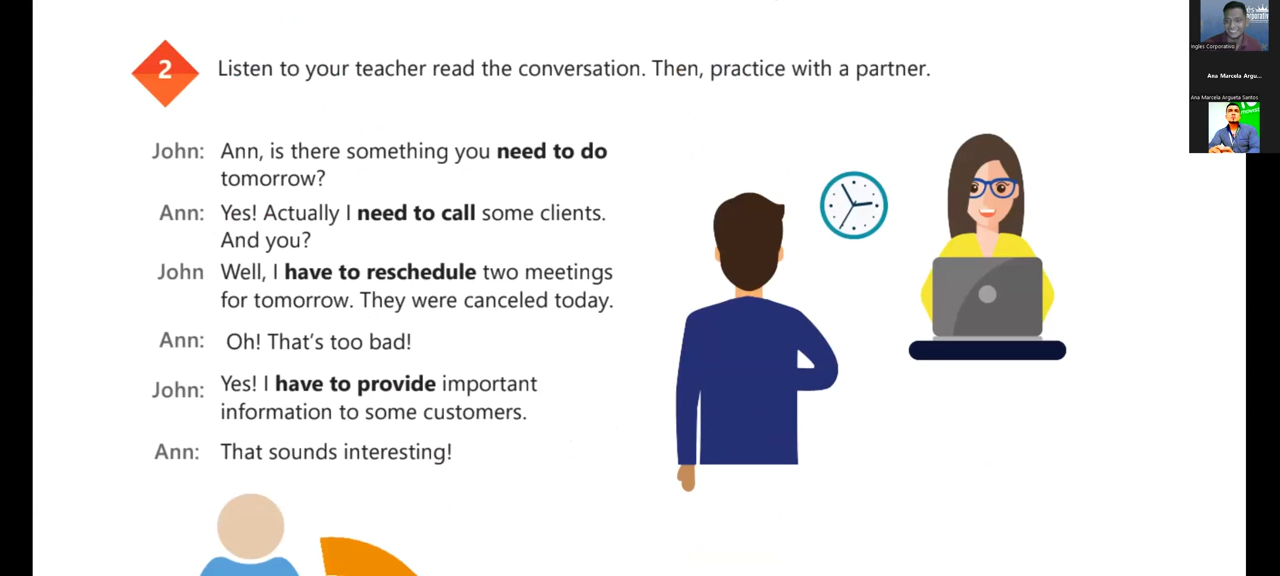 2 Listen to your teacher read the conversation. Then, practice with a partner.
John: Ann, is there something you need to do
tomorrow?
Ann: Yes! Actually I need to call some clients.
And you?
John Well, I have to reschedule two meetings
for tomorrow. They were canceled today.
Ann: Oh! That's too bad!
John: Yes! I have to provide important
information to some customers.
Ann: That sounds interesting!
Ingles Corporativo
Ana Marcela Argu...
Ana Marcela Argueta Santos